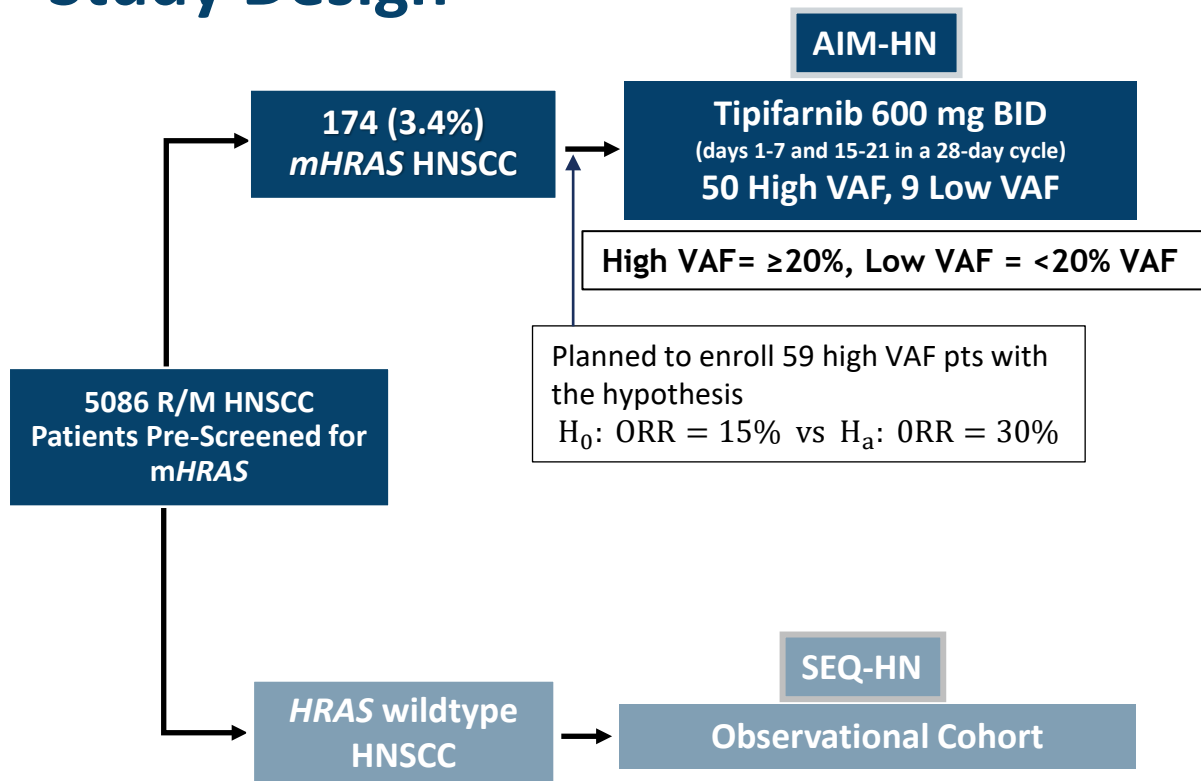 Study Design
AIM-HN
174 (3.4%)
mHRAS HNSCC
Tipifarnib 600 mg BID
(days 1-7 and 15-21 in a 28-day cycle)
50 High VAF, 9 Low VAF
High VAF= ≥20%, Low VAF = <20% VAF
Planned to enroll 59 high VAF pts with
the hypothesis
H₀: ORR = 15% vs Hₐ: 0RR = 30%
5086 R/M HNSCC
Patients Pre-Screened for
mHRAS
SEQ-HN
HRAS wildtype
HNSCC
Observational Cohort